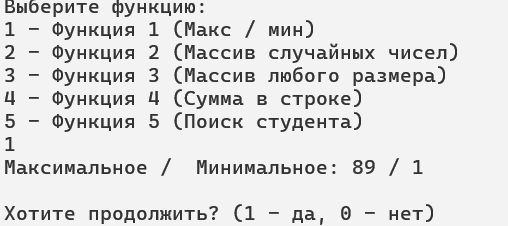 Выберите функцию:
1 - Функция 1 (Макс / мин)
2 - Функция 2 (Массив случайных чисел)
3 - Функция 3 (Массив любого размера)
4 - Функция 4 (Сумма в строке)
5 - Функция 5 (Поиск студента)
1
Максимальное /  Минимальное: 89 / 1
Хотите продолжить? (1 - да, 0 - нет)